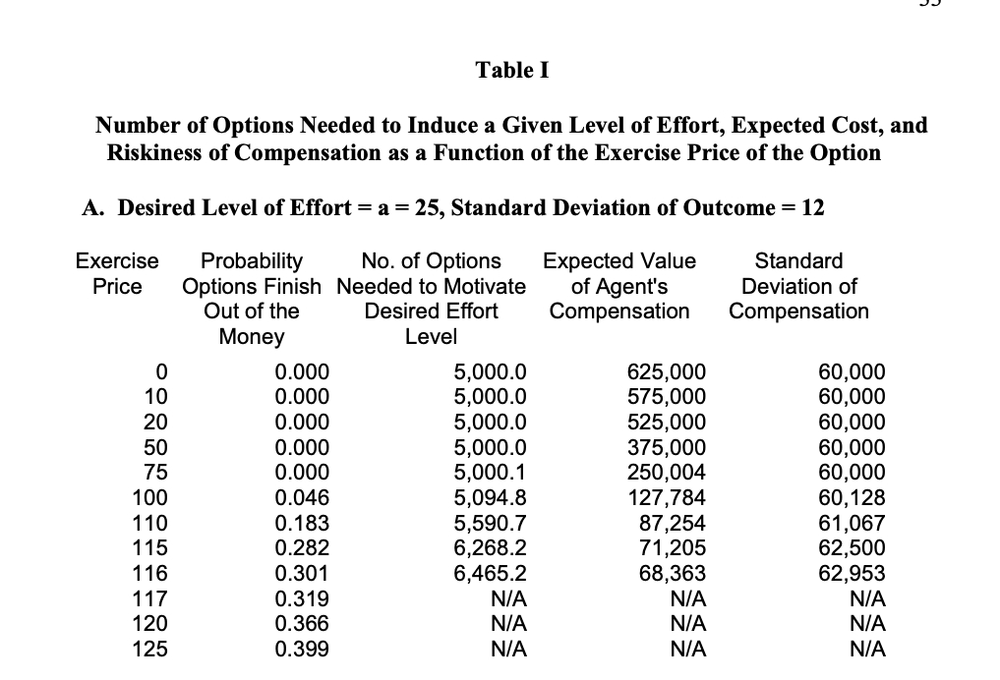 Table I
Number of Options Needed to Induce a Given Level of Effort, Expected Cost, and
Riskiness of Compensation as a Function of the Exercise Price of the Option
A. Desired Level of Effort = a = 25, Standard Deviation of Outcome = 12
Exercise Probability No. of Options Expected Value Standard
Price Options Finish Needed to Motivate of Agent's Deviation of
Out of the Desired Effort Compensation Compensation
Money Level
0 0.000 5,000.0 625,000 60,000
10 0.000 5,000.0 575,000 60,000
20 0.000 5,000.0 525,000 60,000
50 0.000 5,000.0 375,000 60,000
75 0.000 5,000.1 250,004 60,000
100 0.046 5,094.8 127,784 60,128
110 0.183 5,590.7 87,254 61,067
115 0.282 6,268.2 71,205 62,500
116 0.301 6,465.2 68,363 62,953
117 0.319 N/A N/A N/A
120 0.366 N/A N/A N/A
125 0.399 N/A N/A N/A